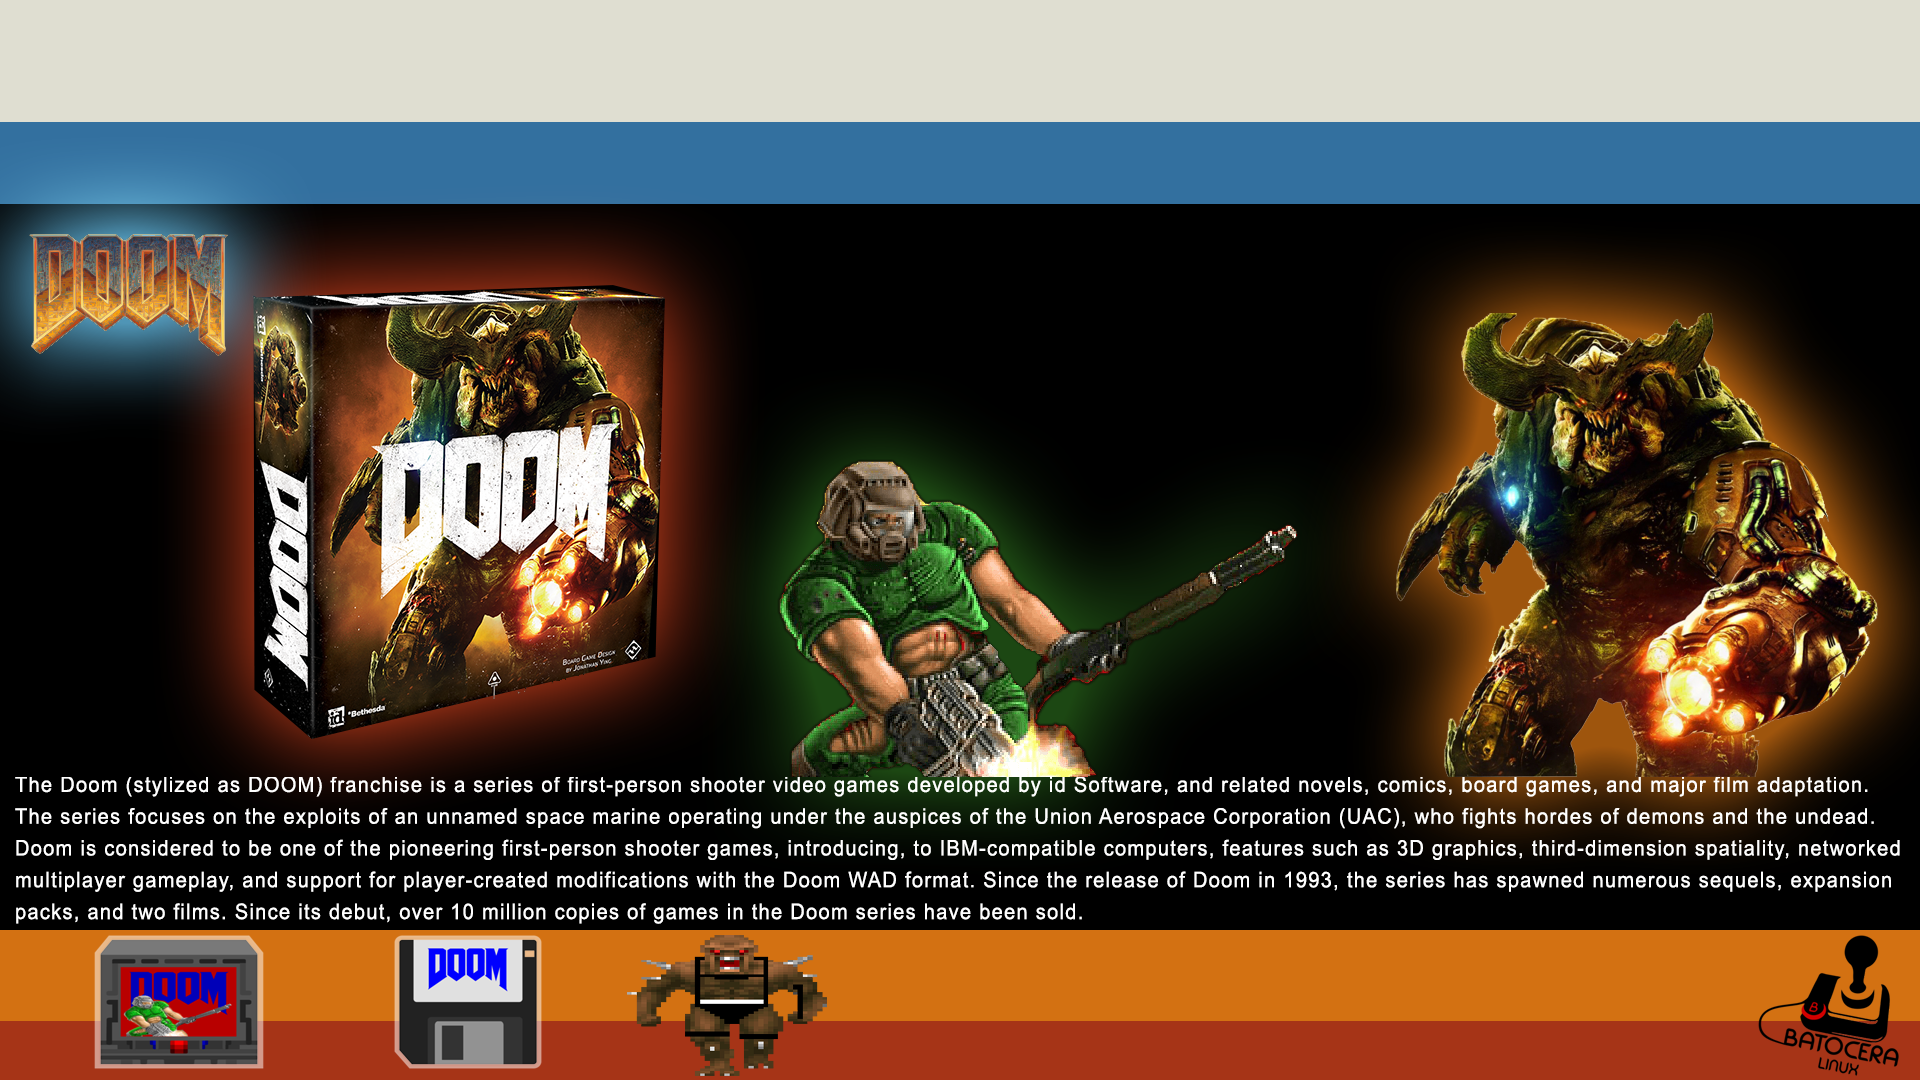 DOOM
DOOM
DOOM
DOOM
Board Game Design
by Jonathan Ying
id
Bethesda
The Doom (stylized as DOOM) franchise is a series of first-person shooter video games developed by id Software, and related novels, comics, board games, and major film adaptation.
The series focuses on the exploits of an unnamed space marine operating under the auspices of the Union Aerospace Corporation (UAC), who fights hordes of demons and the undead.
Doom is considered to be one of the pioneering first-person shooter games, introducing, to IBM-compatible computers, features such as 3D graphics, third-dimension spatiality, networked
multiplayer gameplay, and support for player-created modifications with the Doom WAD format. Since the release of Doom in 1993, the series has spawned numerous sequels, expansion
packs, and two films. Since its debut, over 10 million copies of games in the Doom series have been sold.
DOOM
DOOM
B
BATOCERA
LINUX